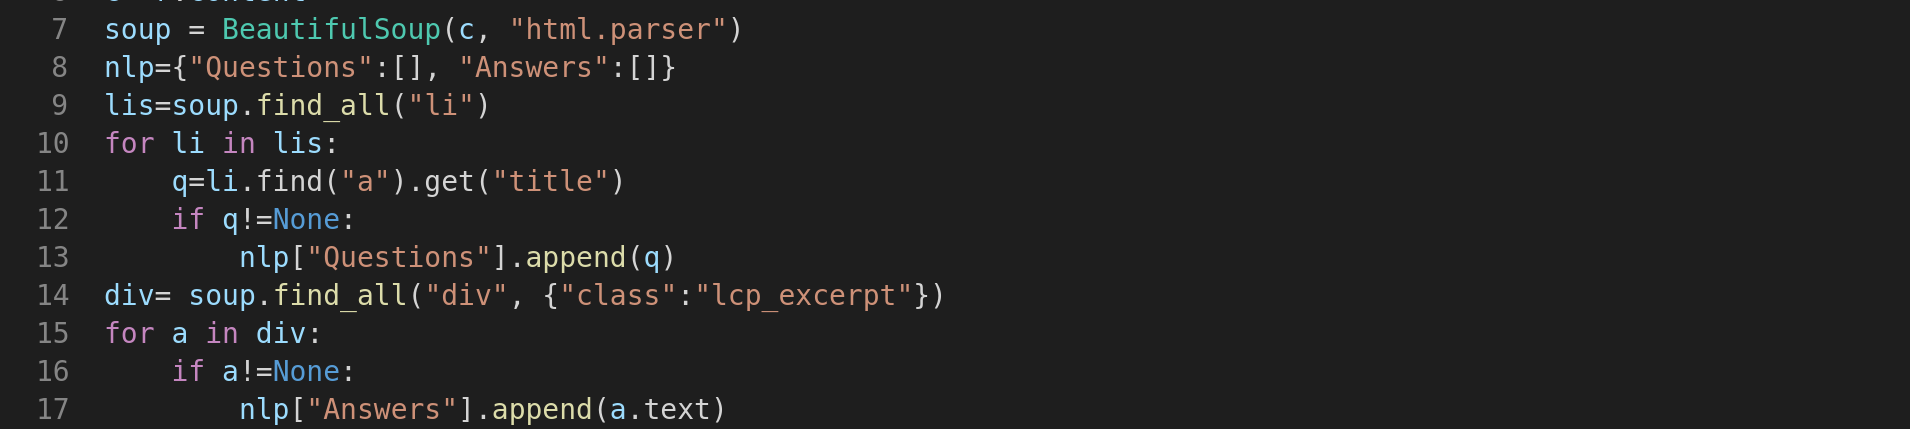 7 soup = BeautifulSoup(c, "html.parser")
8 nlp={"Questions":[], "Answers":[]}
9 lis=soup.find_all("li")
10 for li in lis:
11     q=li.find("a").get("title")
12     if q!=None:
13         nlp["Questions"].append(q)
14 div= soup.find_all("div", {"class":"lcp_excerpt"})
15 for a in div:
16     if a!=None:
17         nlp["Answers"].append(a.text)